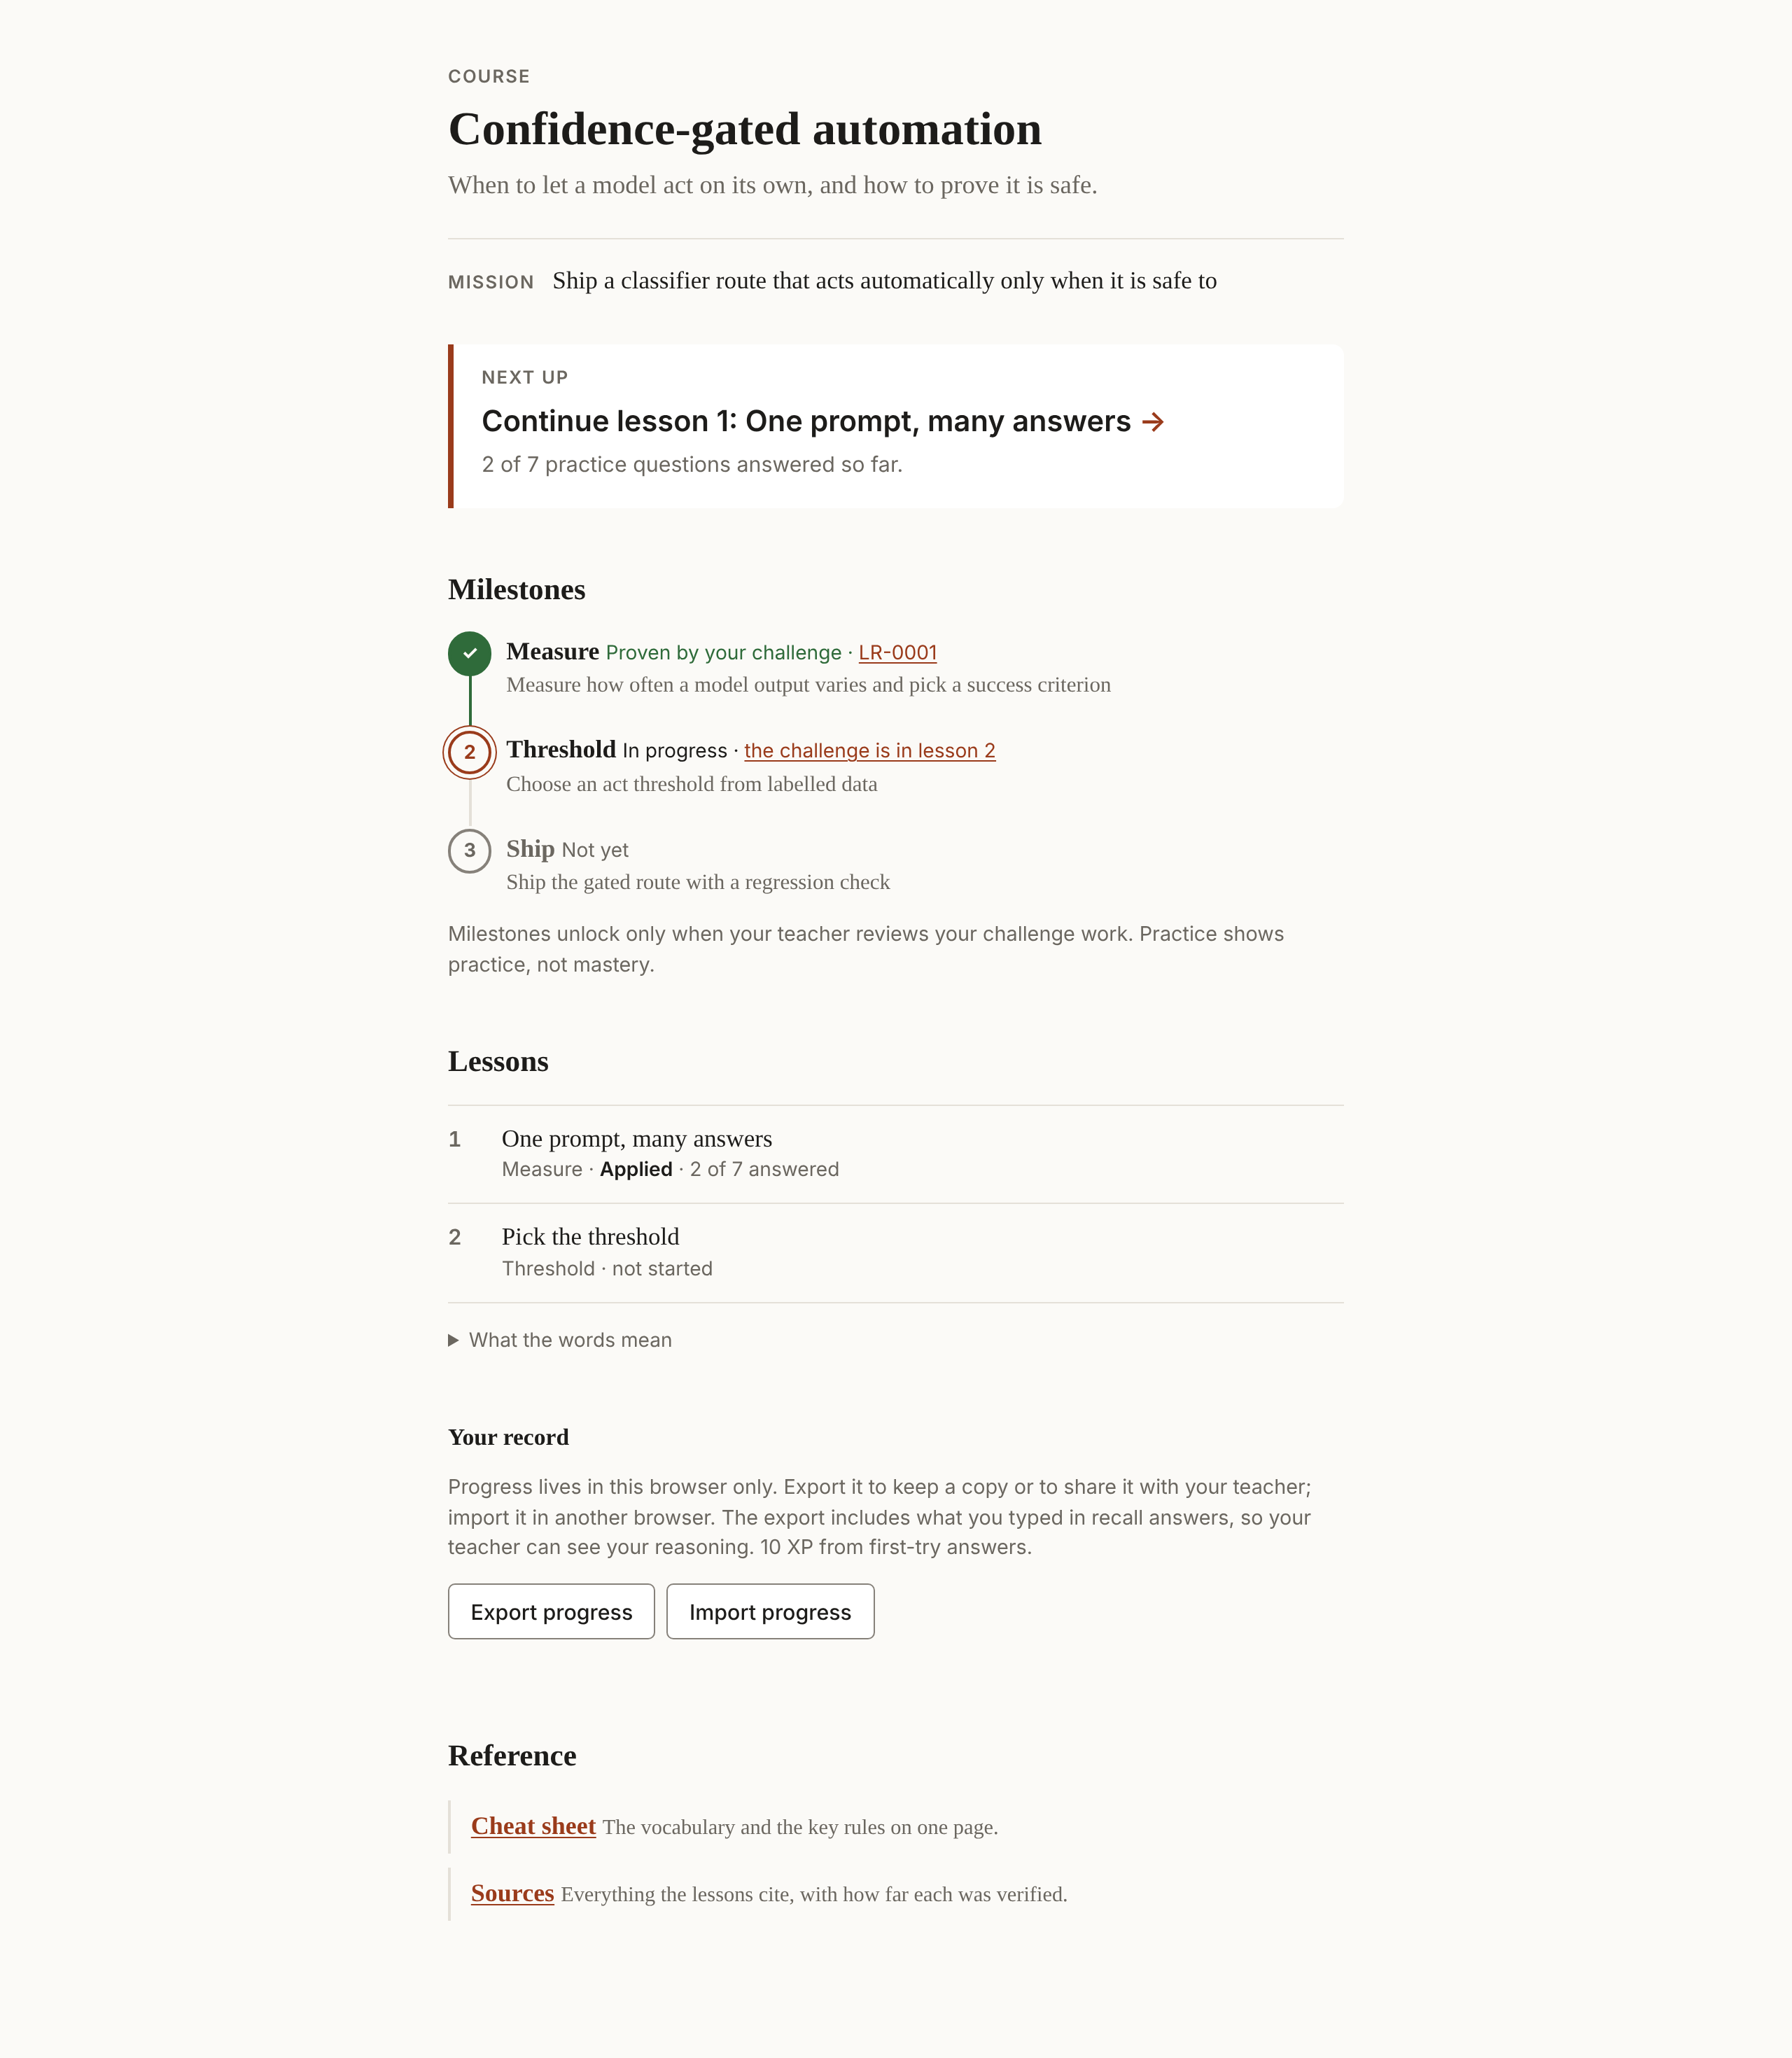 COURSE
Confidence-gated automation
When to let a model act on its own, and how to prove it is safe.
MISSION Ship a classifier route that acts automatically only when it is safe to
NEXT UP
Continue lesson 1: One prompt, many answers →
2 of 7 practice questions answered so far.
Milestones
Measure Proven by your challenge · LR-0001
Measure how often a model output varies and pick a success criterion
2 Threshold In progress · the challenge is in lesson 2
Choose an act threshold from labelled data
3 Ship Not yet
Ship the gated route with a regression check
Milestones unlock only when your teacher reviews your challenge work. Practice shows
practice, not mastery.
Lessons
1 One prompt, many answers
Measure · Applied · 2 of 7 answered
2 Pick the threshold
Threshold · not started
What the words mean
Your record
Progress lives in this browser only. Export it to keep a copy or to share it with your teacher;
import it in another browser. The export includes what you typed in recall answers, so your
teacher can see your reasoning. 10 XP from first-try answers.
Export progress Import progress
Reference
Cheat sheet The vocabulary and the key rules on one page.
Sources Everything the lessons cite, with how far each was verified.